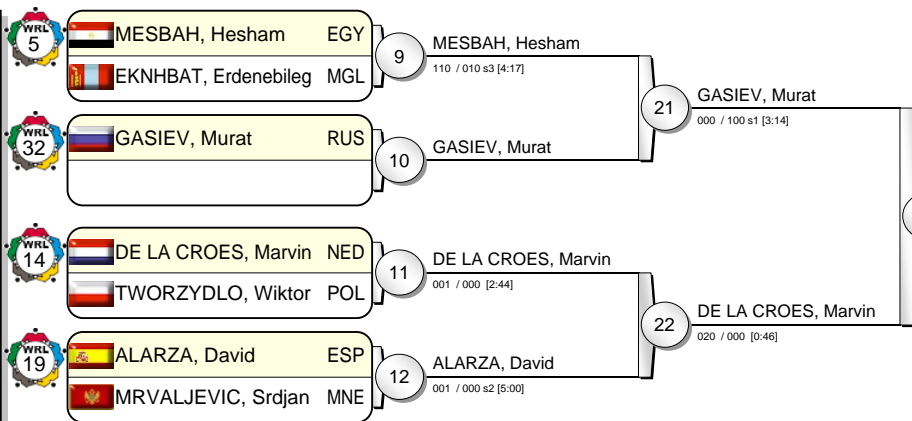 WRL
5
MESBAH, Hesham EGY
EKNHBAT, Erdenebileg MGL
9
MESBAH, Hesham
110 / 010 s3 [4:17]
WRL
32
GASIEV, Murat RUS
10
GASIEV, Murat
21
GASIEV, Murat
000 / 100 s1 [3:14]
WRL
14
DE LA CROES, Marvin NED
TWORZYDLO, Wiktor POL
11
DE LA CROES, Marvin
001 / 000 [2:44]
WRL
19
ALARZA, David ESP
MRVALJEVIC, Srdjan MNE
12
ALARZA, David
001 / 000 s2 [5:00]
22
DE LA CROES, Marvin
020 / 000 [0:46]